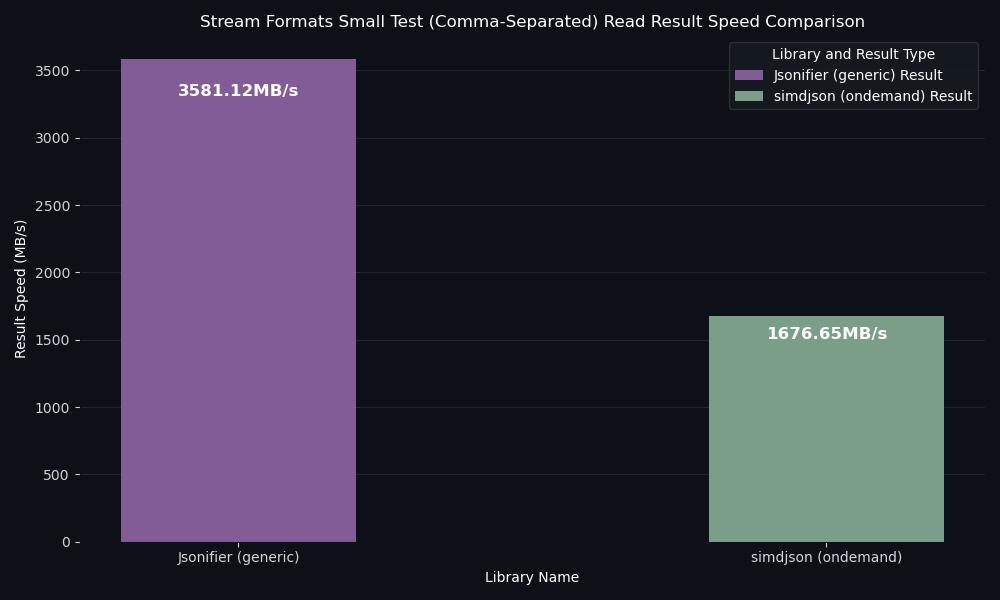 Stream Formats Small Test (Comma-Separated) Read Result Speed Comparison
Library and Result Type
Jsonifier (generic) Result
simdjson (ondemand) Result
3581.12MB/s
1676.65MB/s
Result Speed (MB/s)
3500
3000
2500
2000
1500
1000
500
0
Jsonifier (generic)
simdjson (ondemand)
Library Name